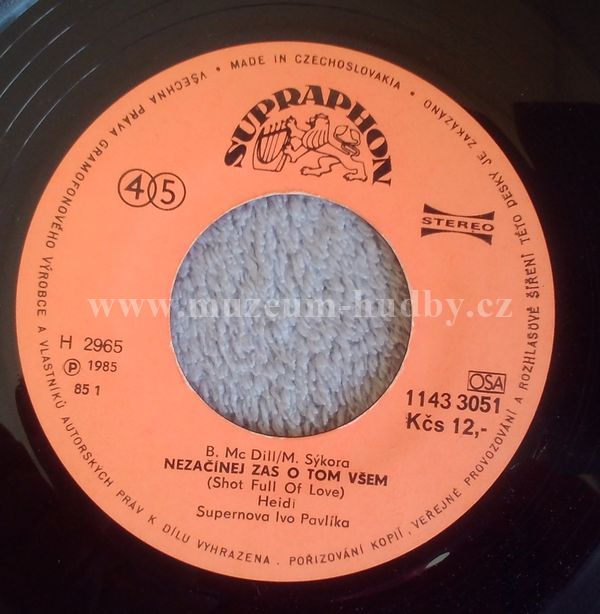 VŠECHNA PRÁVA GRAMOFONOVÉHO VÝROBCE A VLASTNÍKŮ AUTORSKÝCH PRÁV K DÍLU VYHRAZENA. POŘIZOVÁNÍ KOPIÍ, VEŘEJNÉ PROVOZOVÁNÍ A ROZHLASOVÉ ŠÍŘENÍ TÉTO DESKY JE ZAKÁZÁNO
• MADE IN CZECHOSLOVAKIA •
SUPRAPHON
45
STEREO
www.muzeum-hudby.cz
H 2965
Ⓟ 1985
85 1
OSA
1143 3051
Kčs 12,-
B. Mc Dill/M. Sýkora
NEZAČÍNEJ ZAS O TOM VŠEM
(Shot Full Of Love)
Heidi
Supernova Ivo Pavlíka